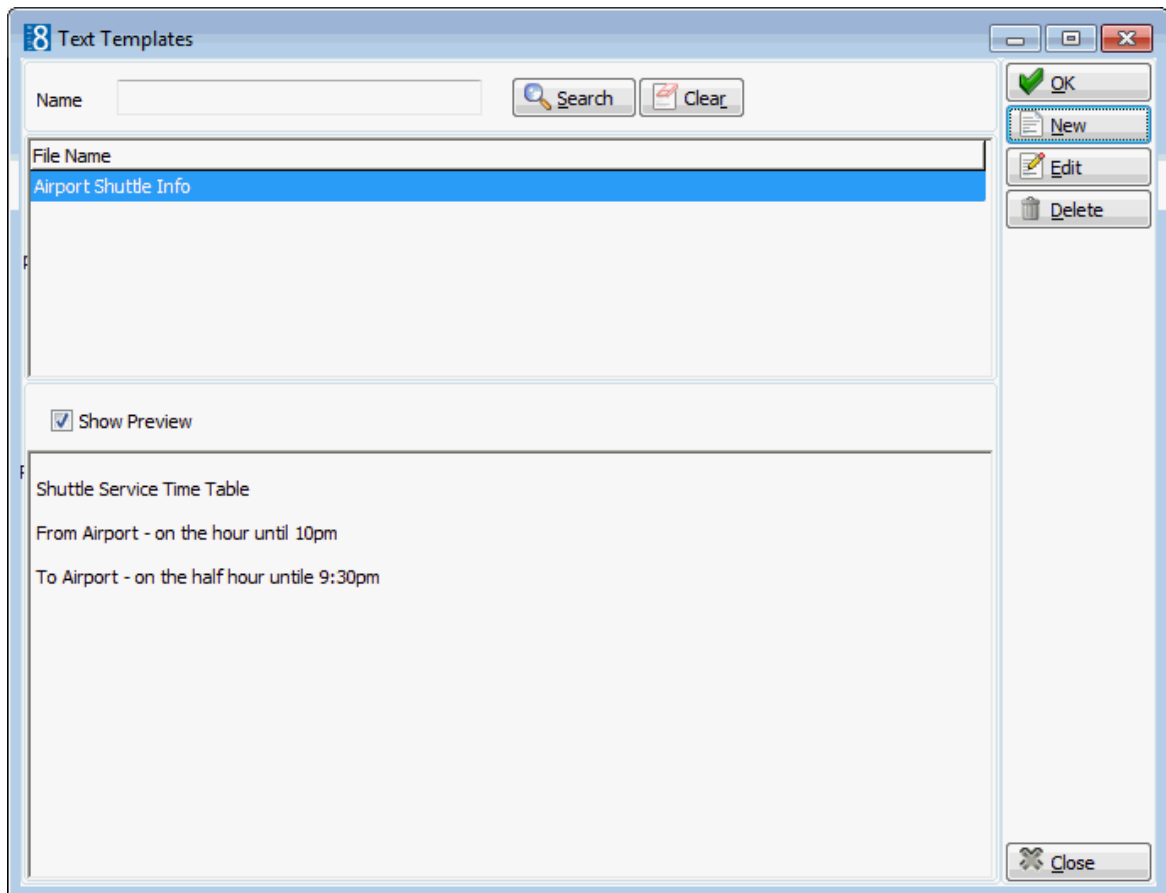 8 Text Templates
Name
Search
Clear
OK
New
Edit
Delete
File Name
Airport Shuttle Info
Show Preview
Shuttle Service Time Table
From Airport - on the hour until 10pm
To Airport - on the half hour untile 9:30pm
Close